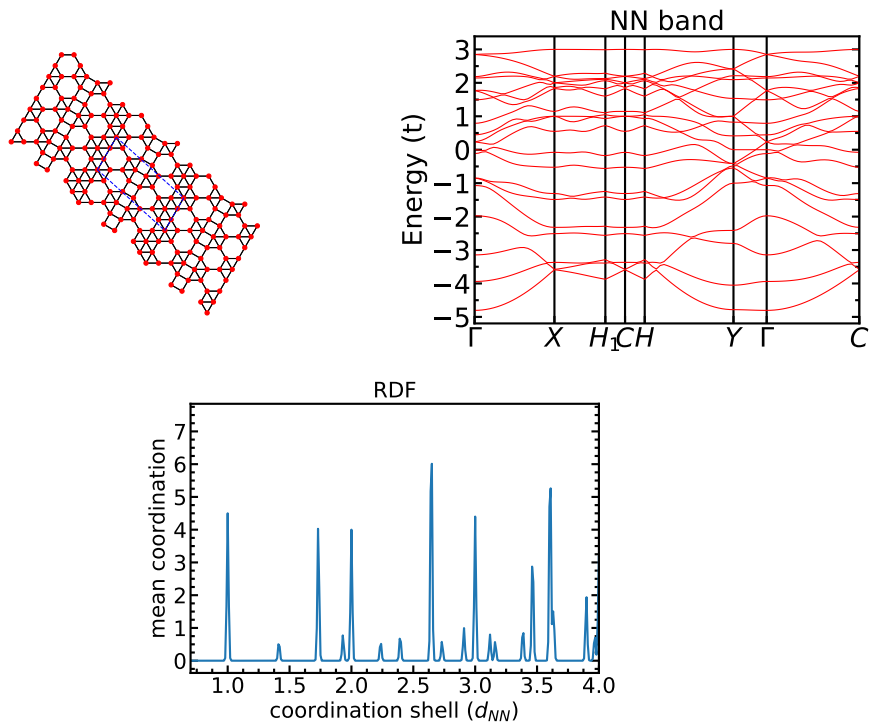 NN band
Energy (t)
3
2
1
0
−1
−2
−3
−4
−5
Γ X H₁ C H Y Γ C
RDF
mean coordination
7
6
5
4
3
2
1
0
1.0 1.5 2.0 2.5 3.0 3.5 4.0
coordination shell (d_NN)